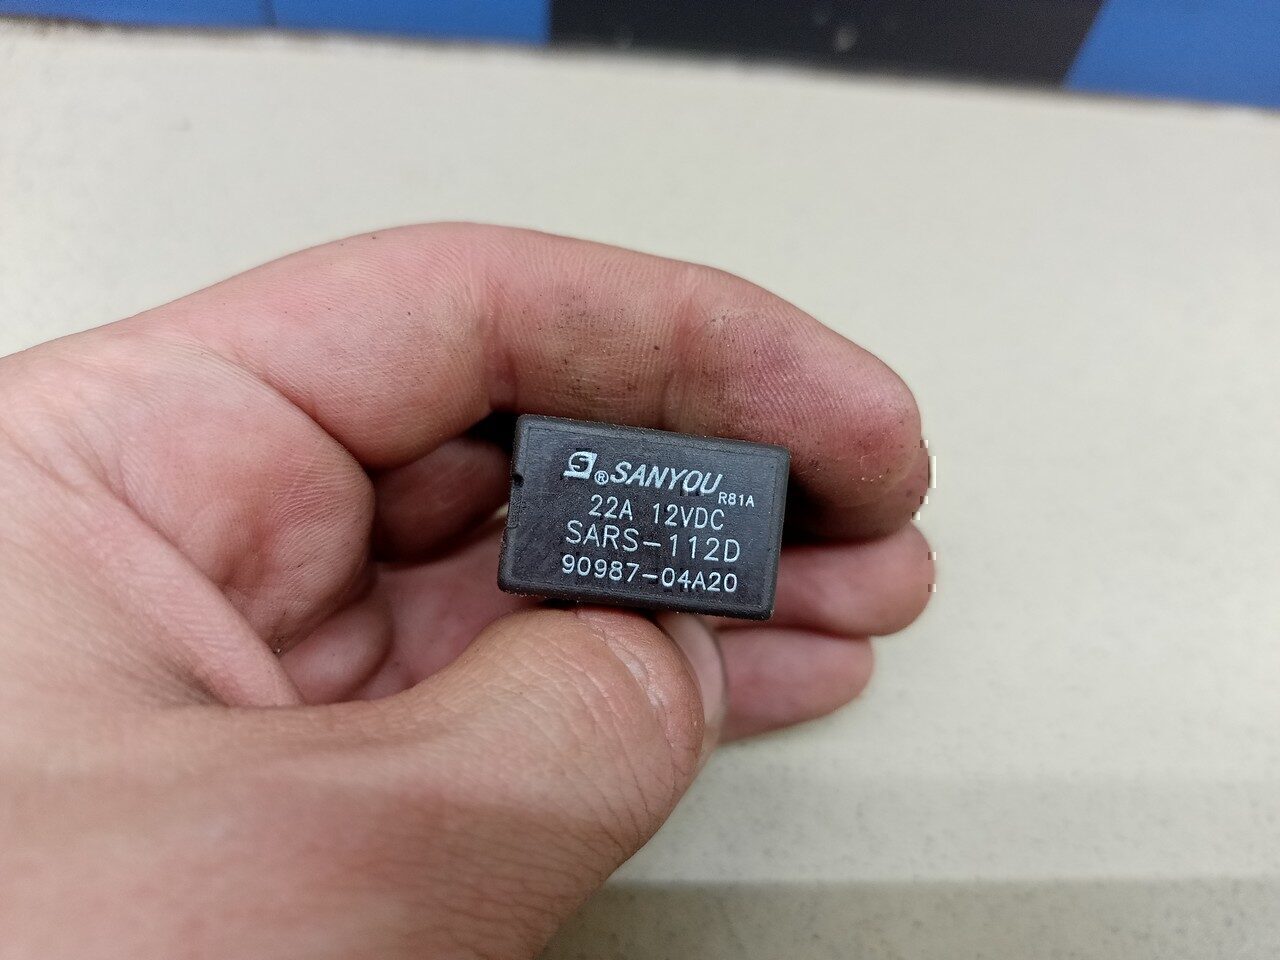 ® SANYOU R81A
22A 12VDC
SARS-112D
90987-04A20